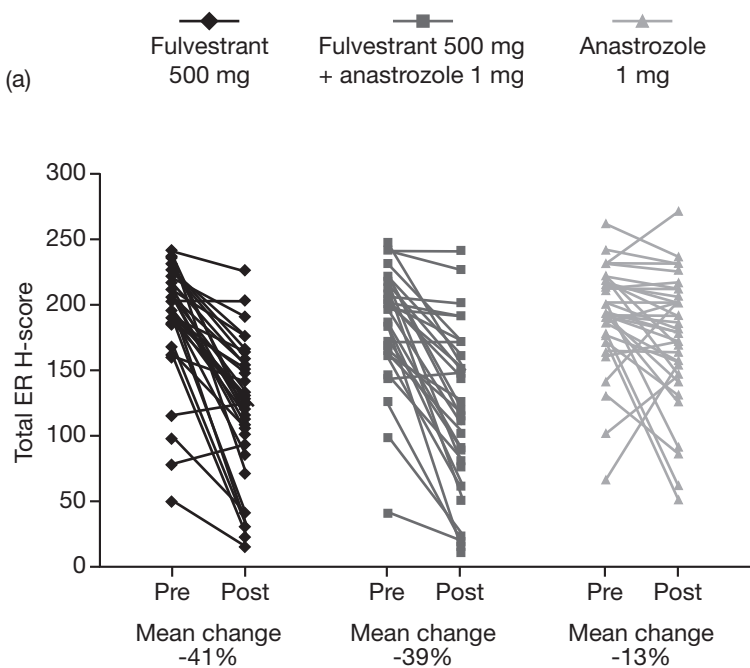 Fulvestrant
500 mg
Fulvestrant 500 mg
+ anastrozole 1 mg
Anastrozole
1 mg
(a)
Total ER H-score
300
250
200
150
100
50
0
Pre Post Pre Post Pre Post
Mean change
-41%
Mean change
-39%
Mean change
-13%